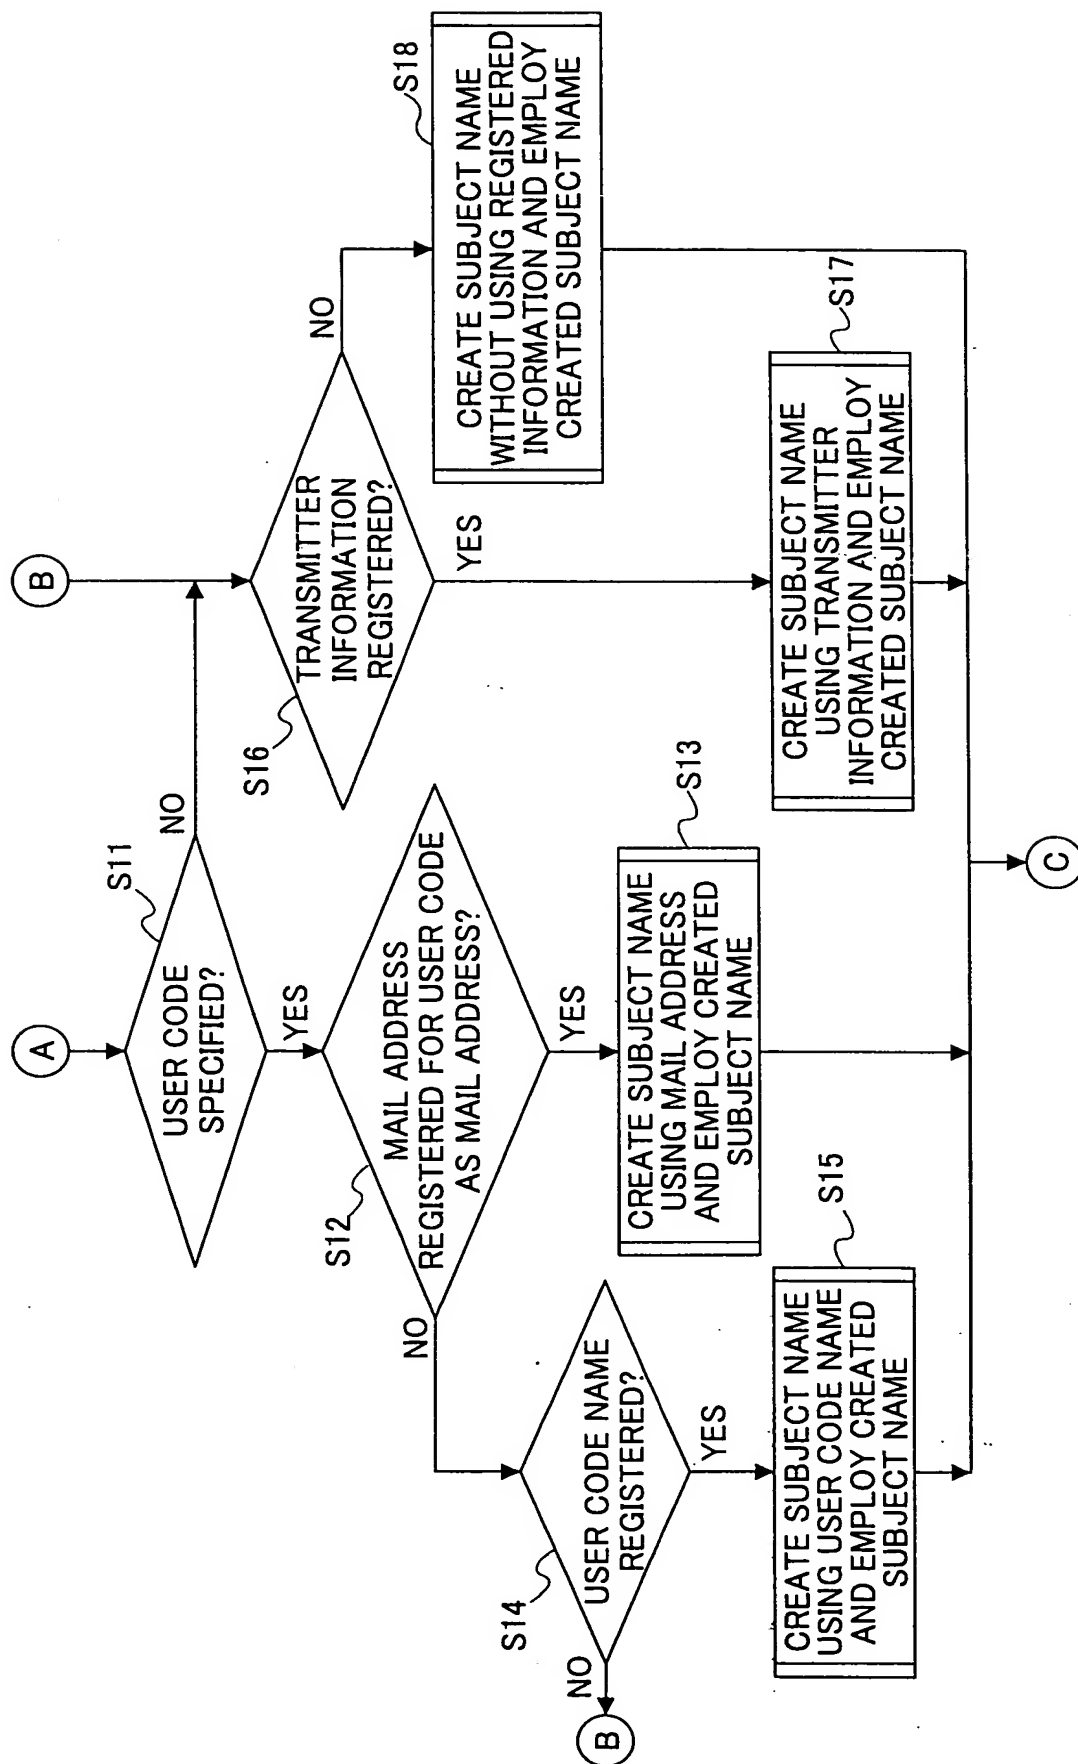 A
USER CODE
SPECIFIED?
S11
NO
YES
MAIL ADDRESS
REGISTERED FOR USER CODE
AS MAIL ADDRESS?
S12
NO
YES
CREATE SUBJECT NAME
USING MAIL ADDRESS
AND EMPLOY CREATED
SUBJECT NAME
S13
USER CODE NAME
REGISTERED?
S14
NO
B
YES
CREATE SUBJECT NAME
USING USER CODE NAME
AND EMPLOY CREATED
SUBJECT NAME
S15
B
TRANSMITTER
INFORMATION
REGISTERED?
S16
NO
YES
CREATE SUBJECT NAME
USING TRANSMITTER
INFORMATION AND EMPLOY
CREATED SUBJECT NAME
S17
CREATE SUBJECT NAME
WITHOUT USING REGISTERED
INFORMATION AND EMPLOY
CREATED SUBJECT NAME
S18
C